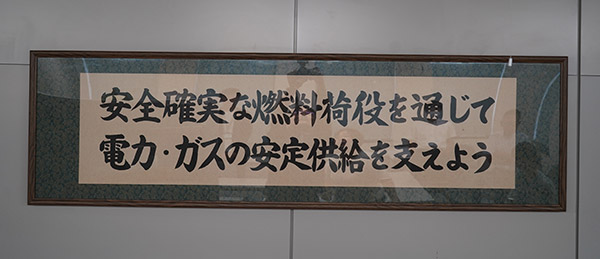 安全確実な燃料荷役を通じて
電力・ガスの安定供給を支えよう